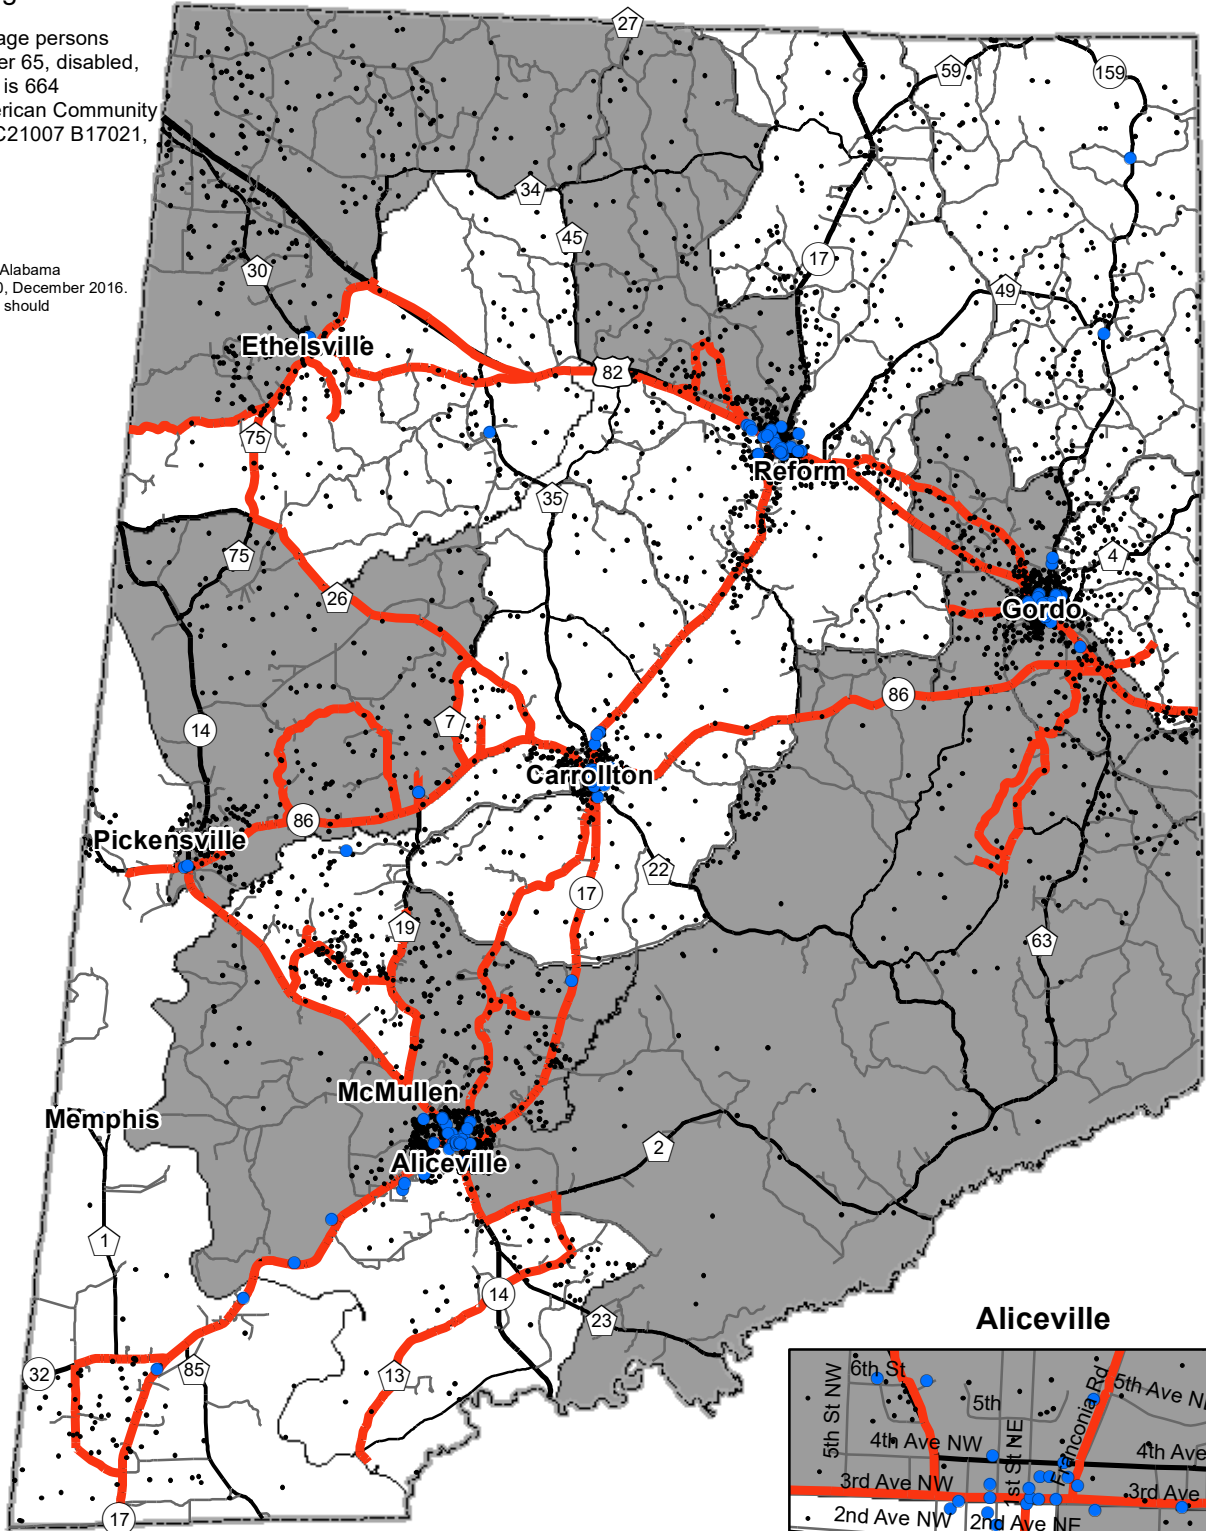 age persons
er 65, disabled,
is 664
erican Community
C21007 B17021,
Alabama
0, December 2016.
should
27
59
159
34
45
30
17
49
Ethelsville
82
75
Reform
35
75
4
26
Gordo
86
7
14
Carrollton
86
Pickensville
22
17
19
63
McMullen
Memphis
2
Aliceville
1
14
23
Aliceville
32
85
13
17
6th St
5th St NW
5th
Franconia Rd
5th Ave N
1st St NE
4th Ave NW
4th Ave
3rd Ave NW
3rd Ave
2nd Ave NW
2nd Ave NE